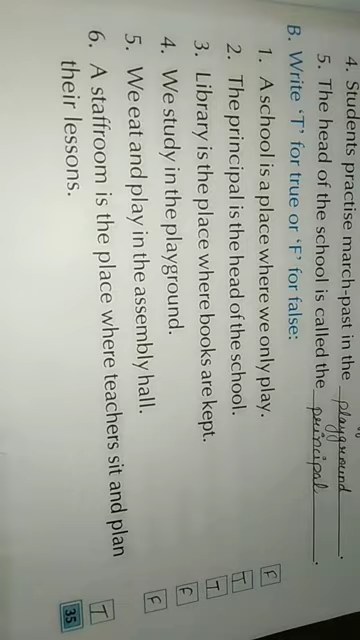 4. Students practise march-past in the playground.
5. The head of the school is called the principal.
B. Write 'T' for true or 'F' for false:
1. A school is a place where we only play. F
2. The principal is the head of the school. T
3. Library is the place where books are kept. T
4. We study in the playground. F
5. We eat and play in the assembly hall. F
6. A staffroom is the place where teachers sit and plan
their lessons. T
35